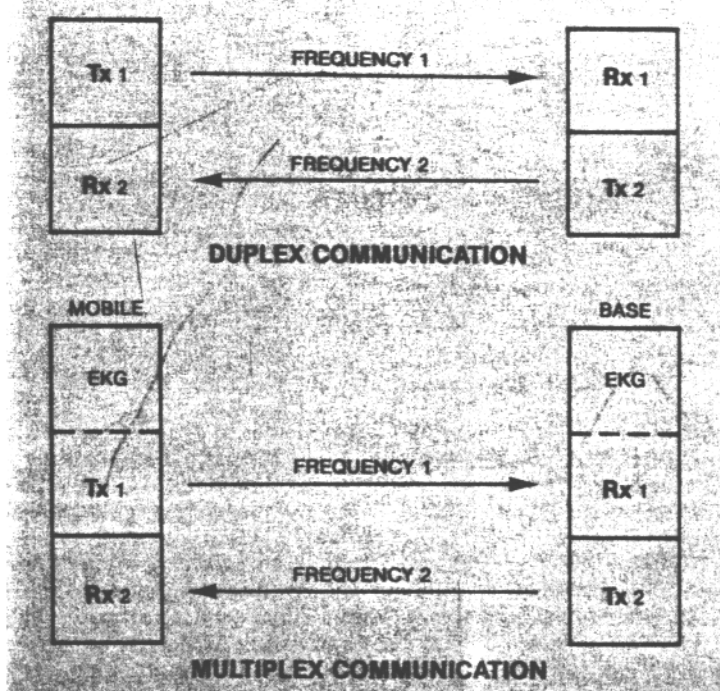 Tx 1
FREQUENCY 1
Rx 1
Rx 2
FREQUENCY 2
Tx 2
DUPLEX COMMUNICATION
MOBILE
BASE
EKG
EKG
Tx 1
FREQUENCY 1
Rx 1
Rx 2
FREQUENCY 2
Tx 2
MULTIPLEX COMMUNICATION